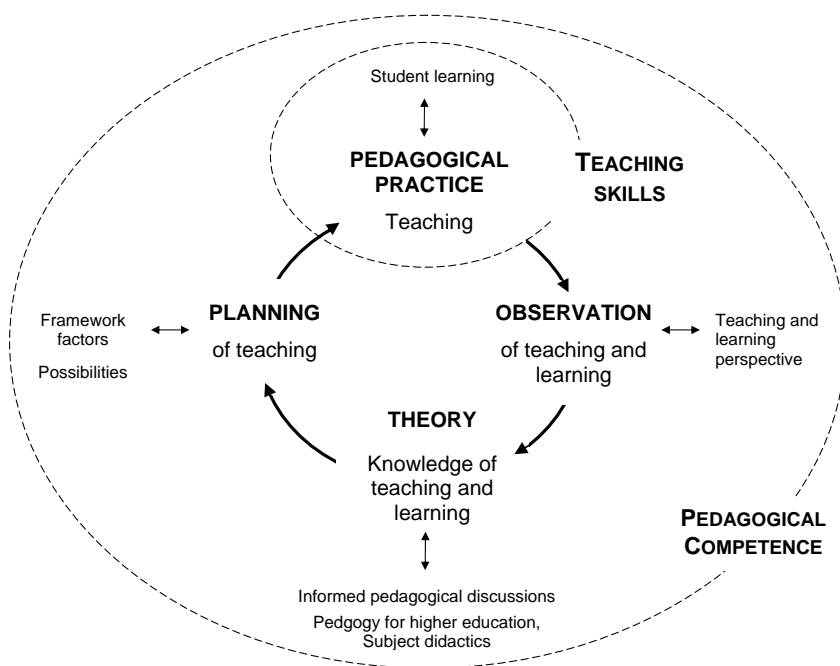 Student learning
PEDAGOGICAL
PRACTICE
Teaching
TEACHING
SKILLS
Framework
factors
Possibilities
PLANNING
of teaching
OBSERVATION
of teaching and
learning
Teaching and
learning
perspective
THEORY
Knowledge of
teaching and
learning
PEDAGOGICAL
COMPETENCE
Informed pedagogical discussions
Pedgogy for higher education,
Subject didactics